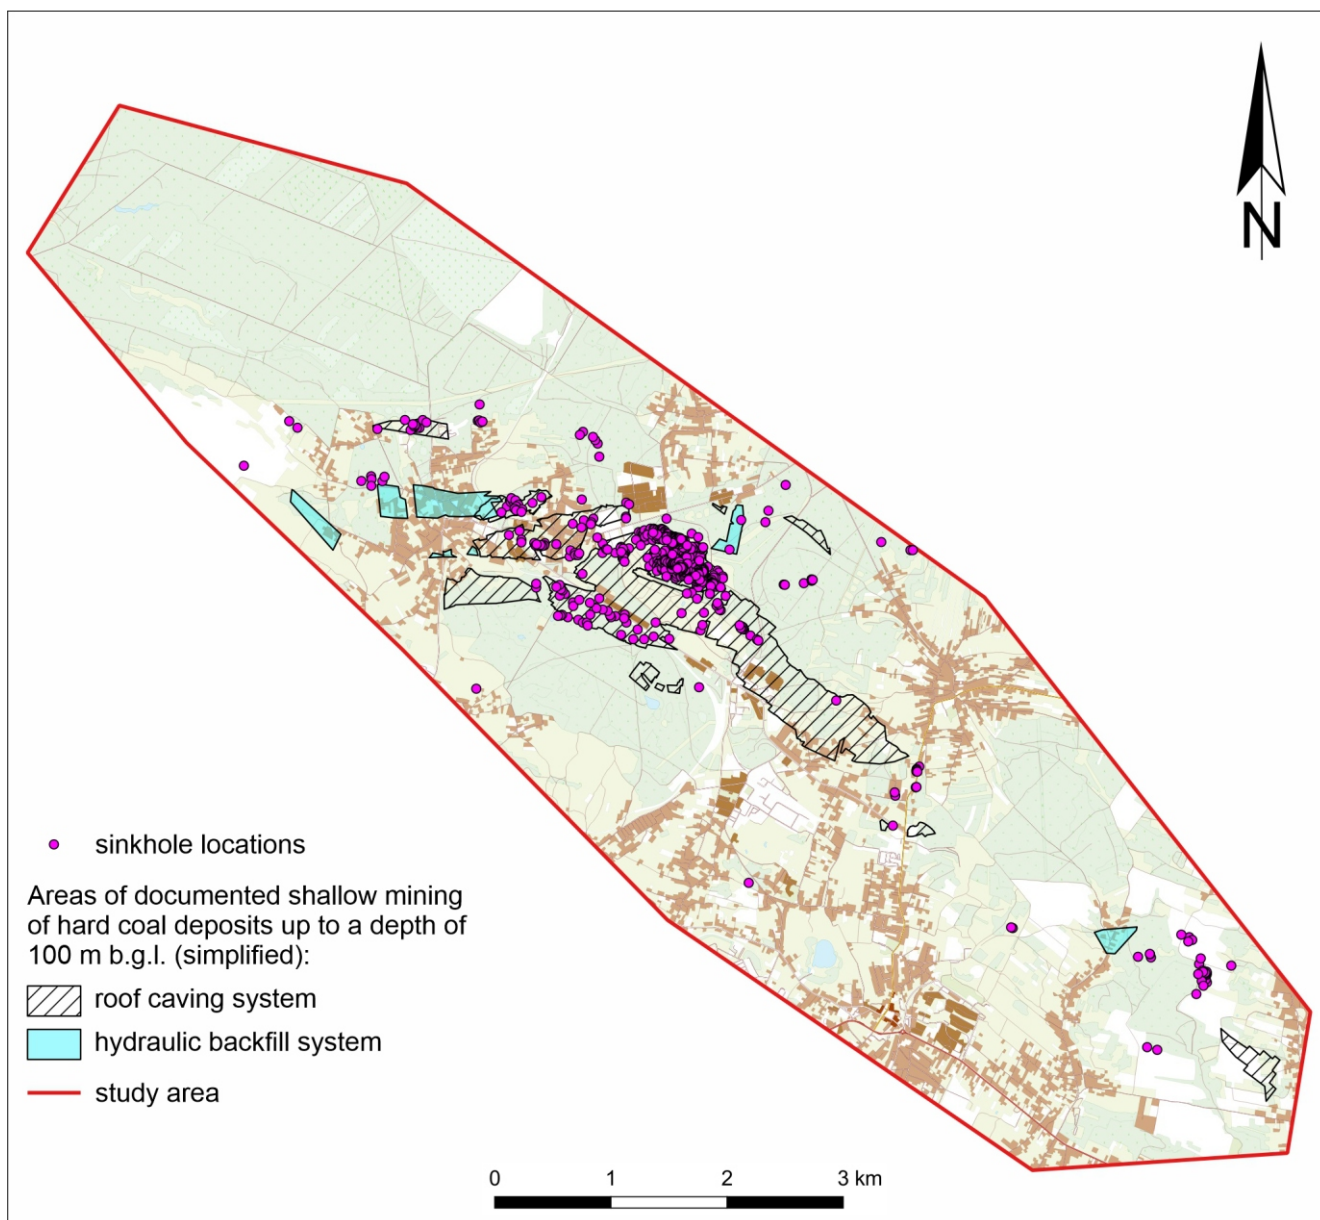 N
sinkhole locations
Areas of documented shallow mining
of hard coal deposits up to a depth of
100 m b.g.l. (simplified):
roof caving system
hydraulic backfill system
study area
0 1 2 3 km